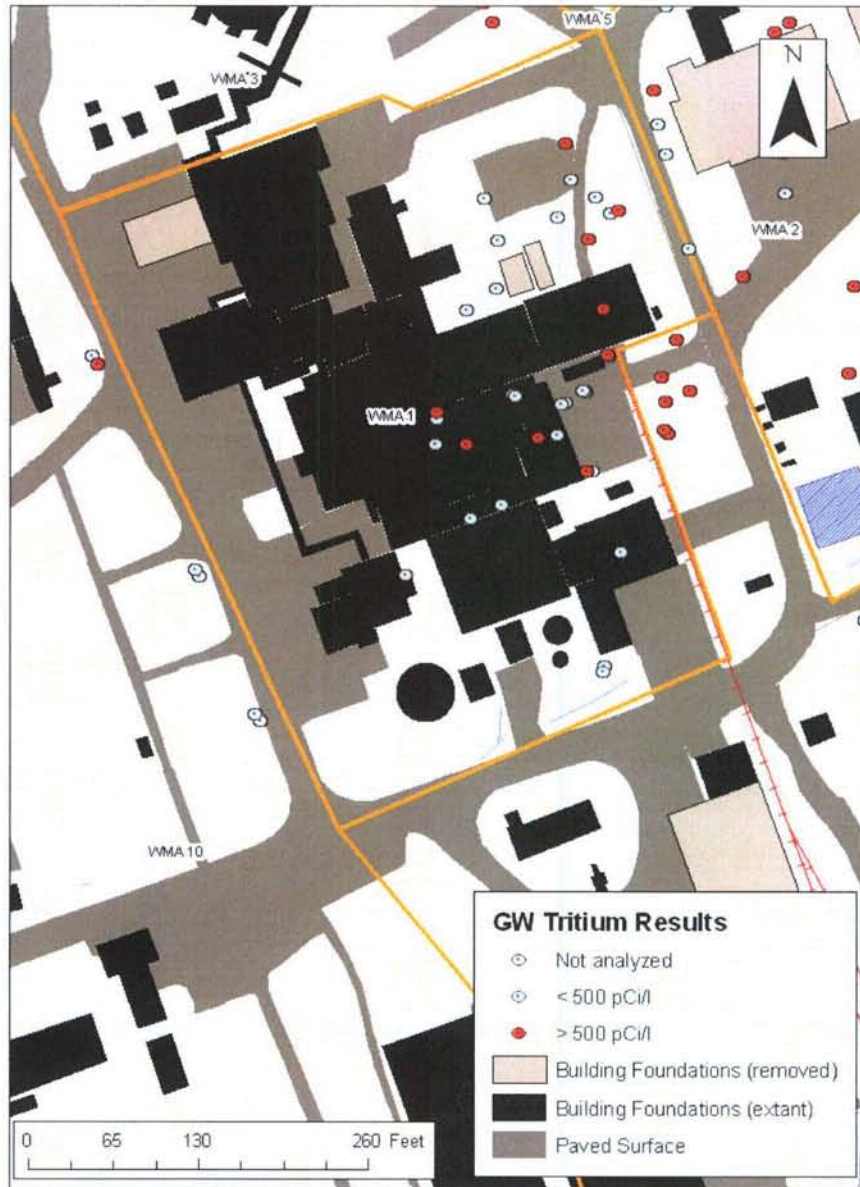 WMA 5
WMA 3
N
WMA 2
WMA 1
WMA 10
GW Tritium Results
Not analyzed
< 500 pCi/l
> 500 pCi/l
Building Foundations (removed)
Building Foundations (extant)
Paved Surface
0 65 130 260 Feet